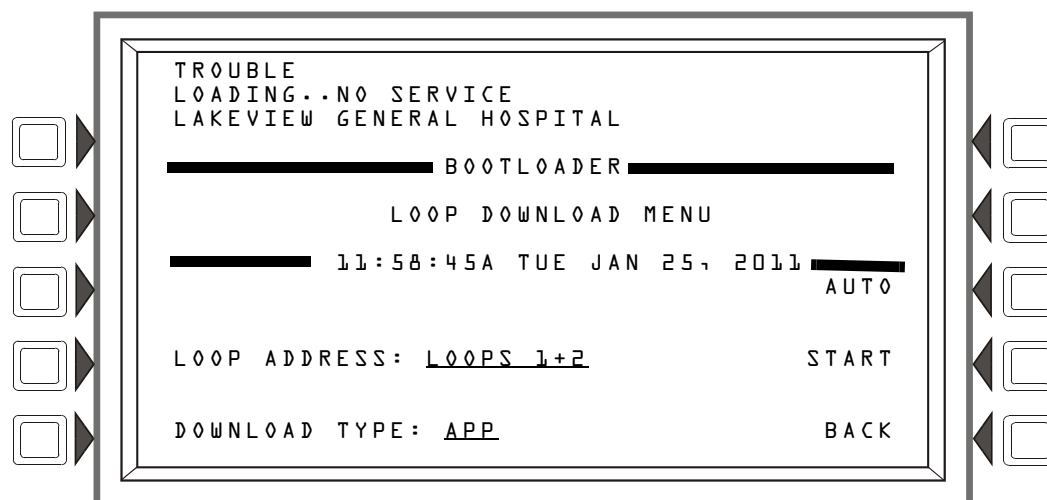 TROUBLE
LOADING..NO SERVICE
LAKEVIEW GENERAL HOSPITAL
BOOTLOADER
LOOP DOWNLOAD MENU
11:58:45A TUE JAN 25, 2011
AUTO
LOOP ADDRESS: LOOPS 1+2 START
DOWNLOAD TYPE: APP BACK